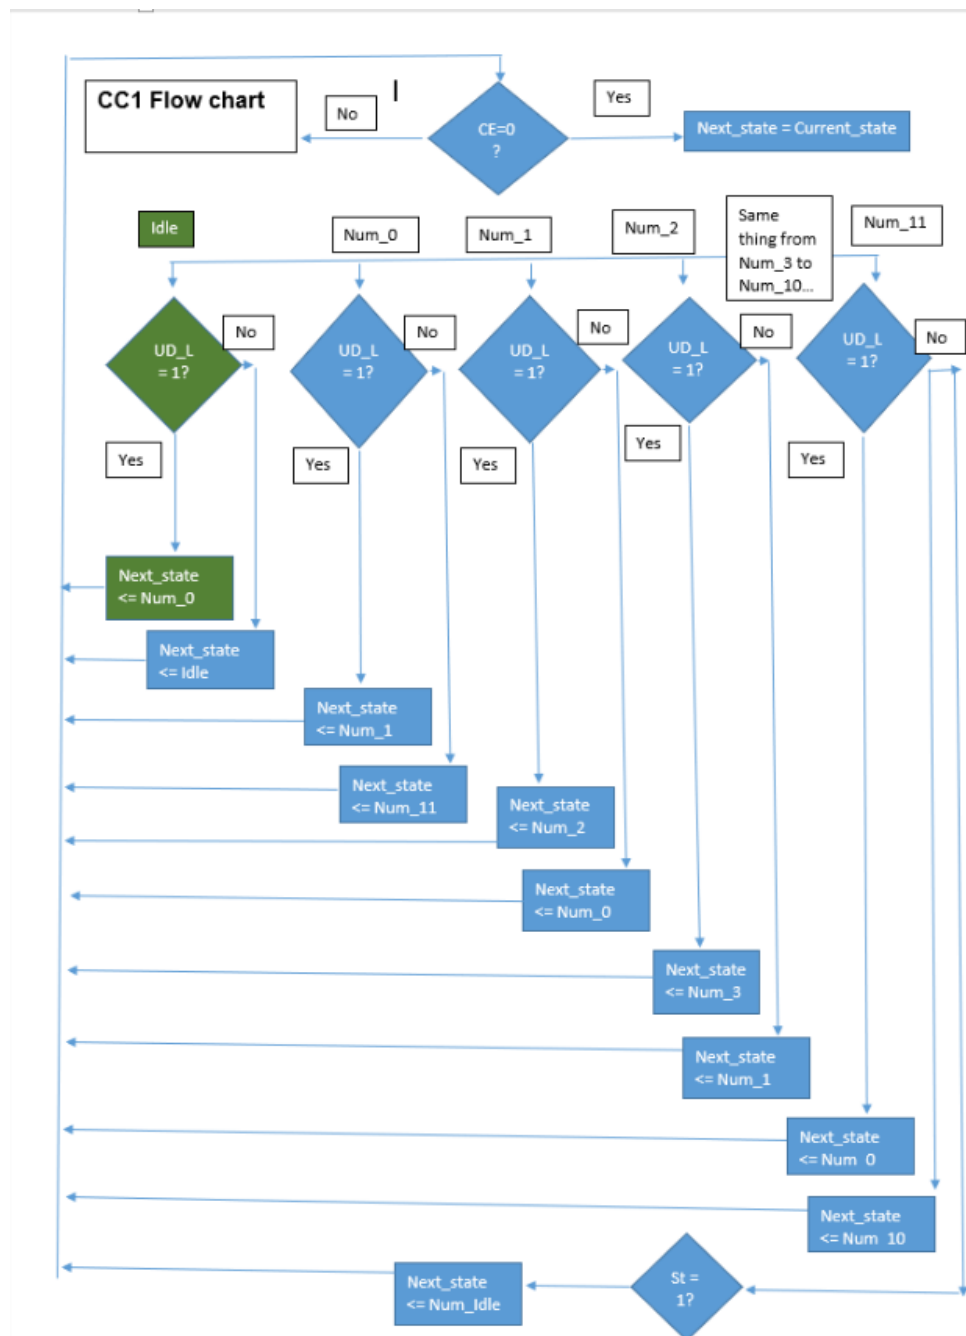 CC1 Flow chart
No
CE=0
?
Yes
Next_state = Current_state
Idle
Num_0
Num_1
Num_2
Same
thing from
Num_3 to
Num_10...
Num_11
UD_L
= 1?
No
UD_L
= 1?
No
UD_L
= 1?
No
UD_L
= 1?
No
UD_L
= 1?
No
Yes
Yes
Yes
Yes
Yes
Next_state
<= Num_0
Next_state
<= Idle
Next_state
<= Num_1
Next_state
<= Num_11
Next_state
<= Num_2
Next_state
<= Num_0
Next_state
<= Num_3
Next_state
<= Num_1
Next_state
<= Num_0
Next_state
<= Num_10
Next_state
<= Num_Idle
St =
1?